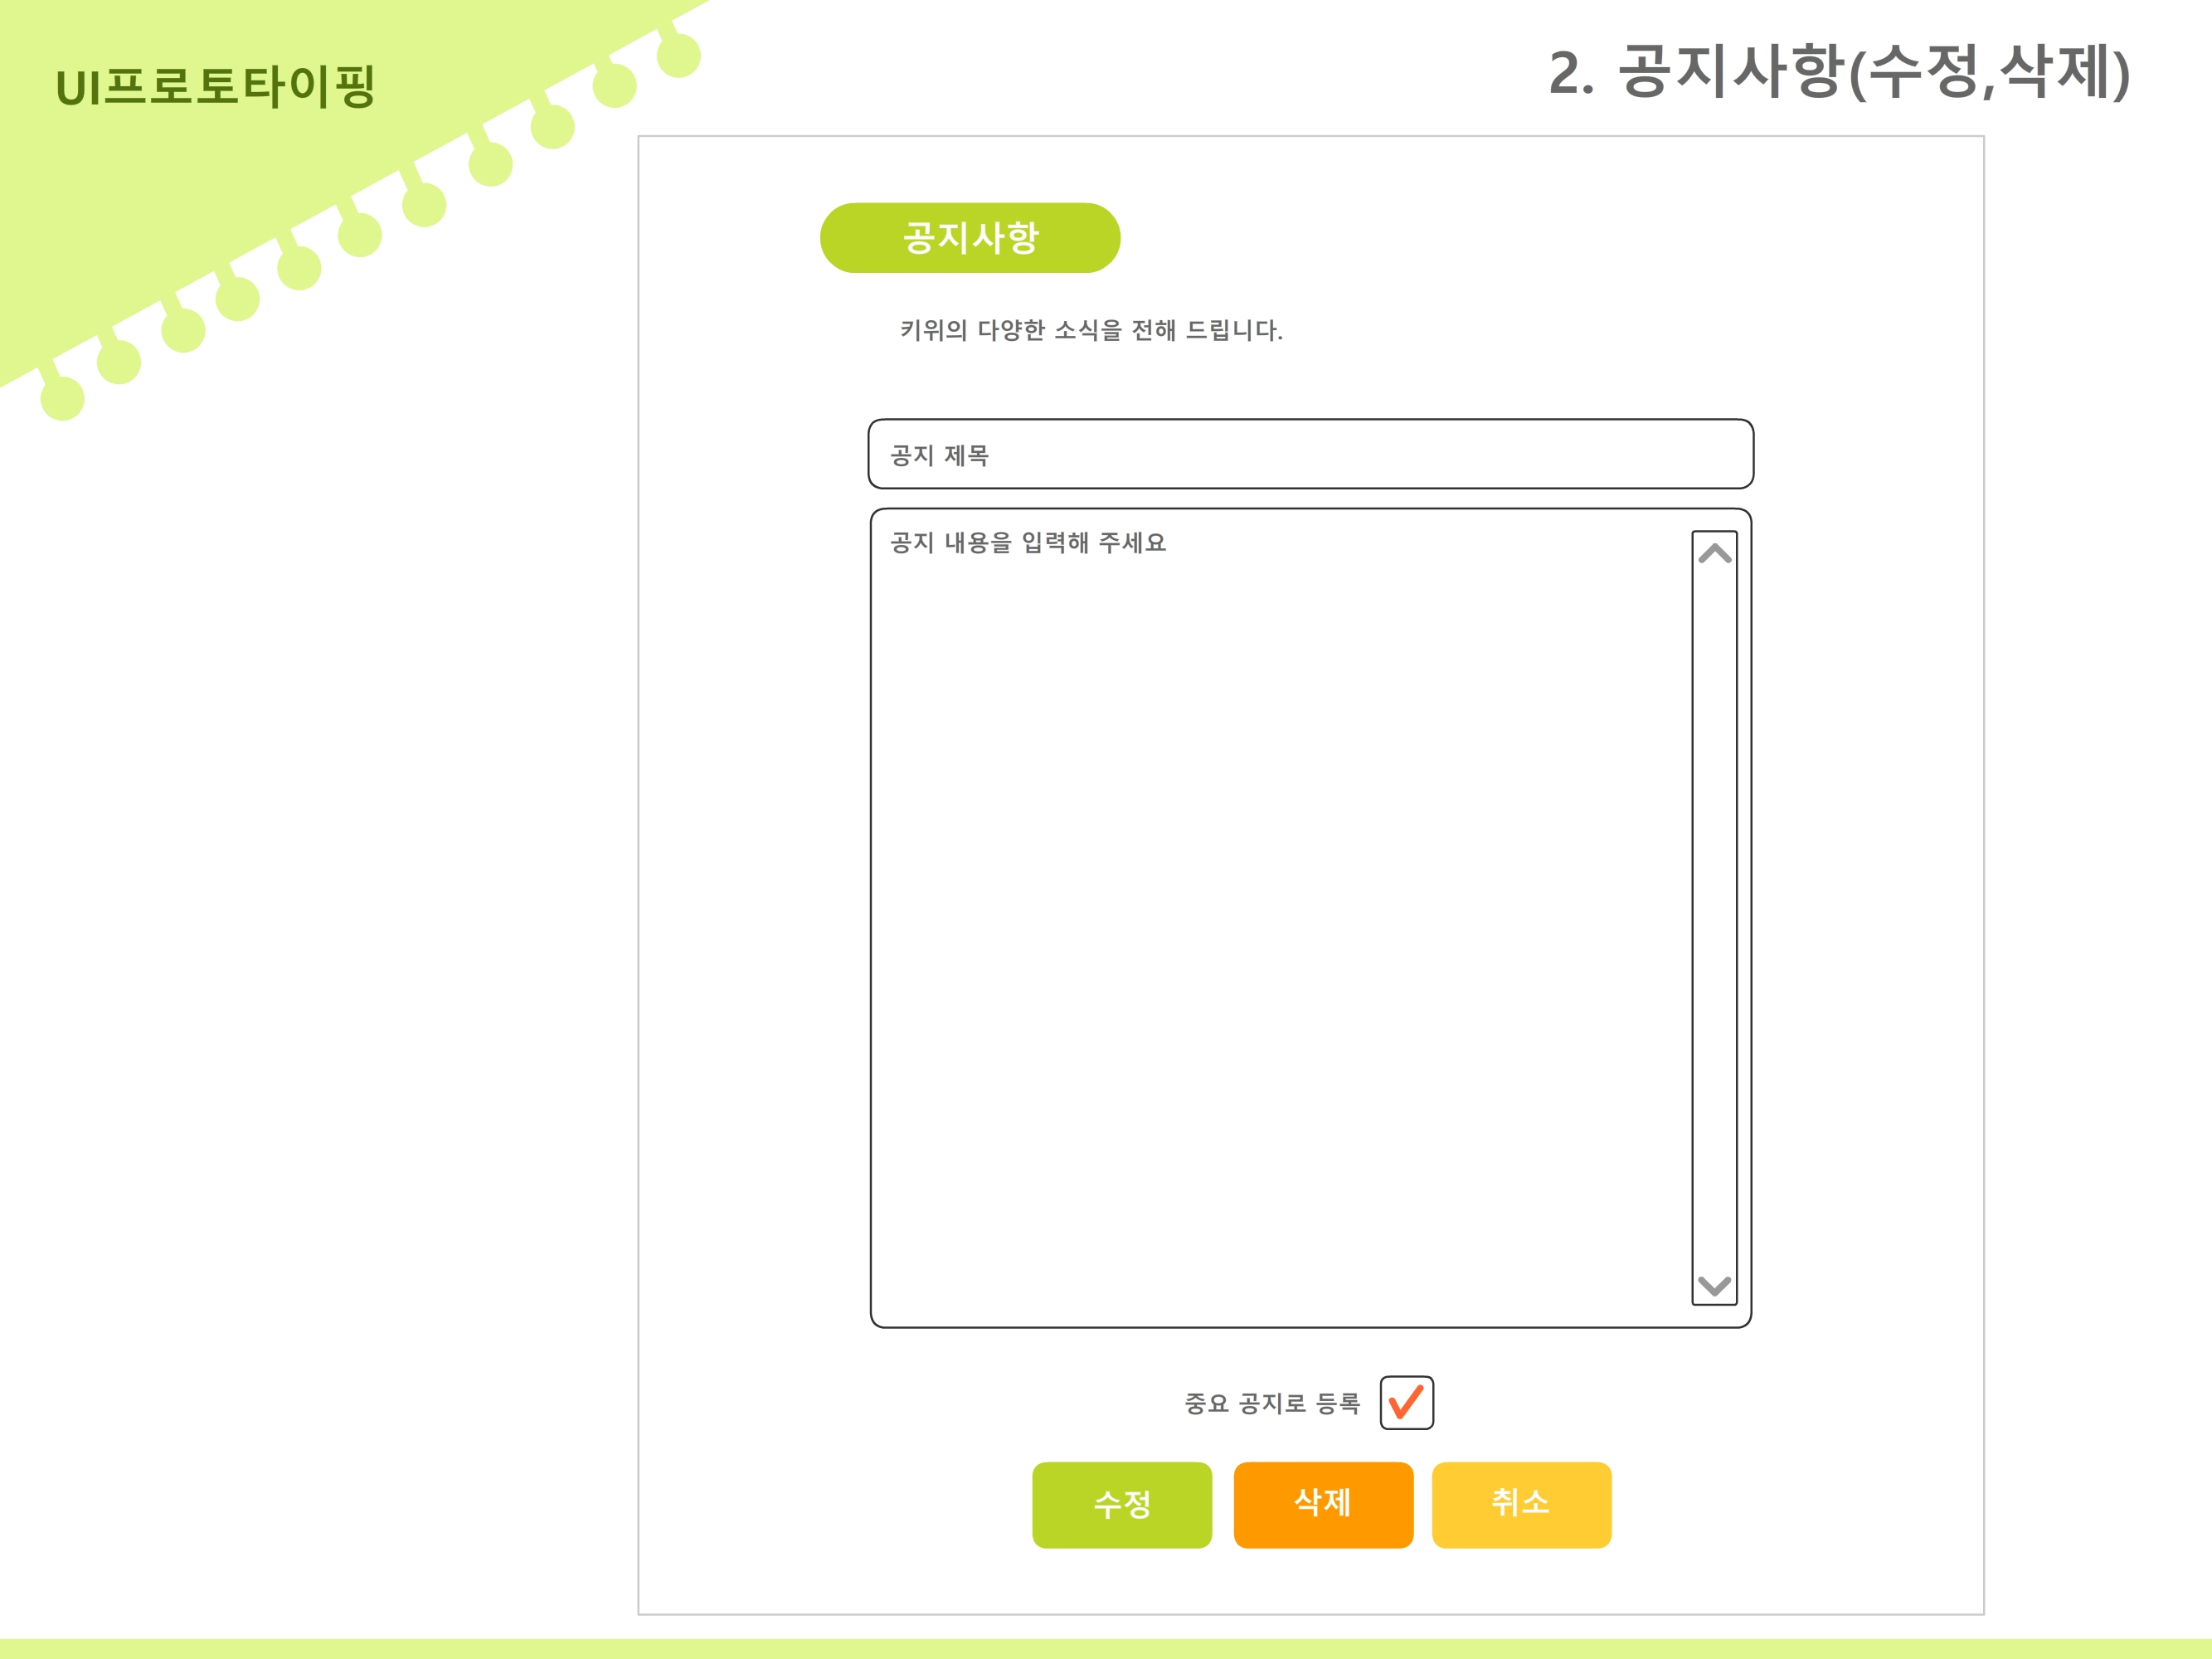 UI프로토타이핑
2. 공지사항(수정,삭제)
공지사항
키위의 다양한 소식을 전해 드립니다.
공지 제목
공지 내용을 입력해 주세요
중요 공지로 등록
수정
삭제
취소